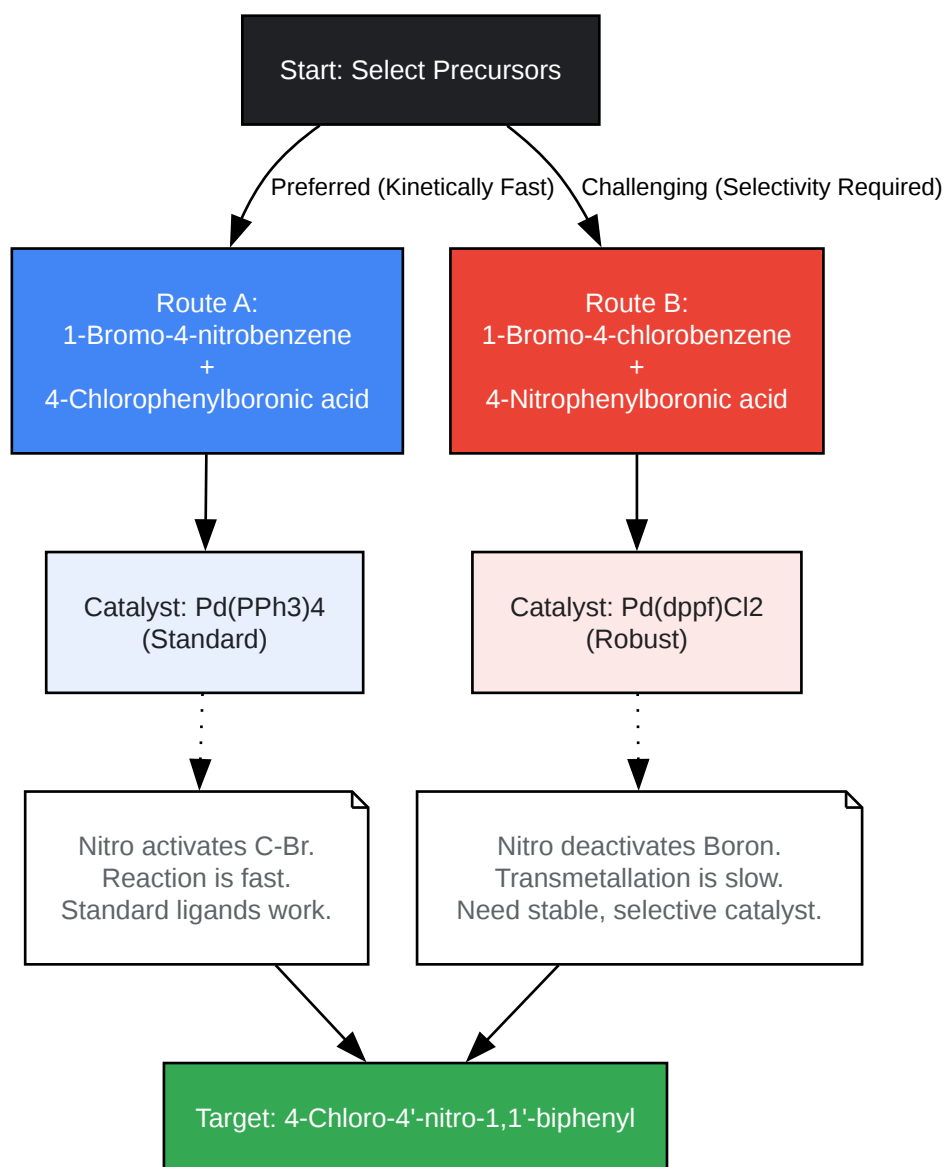 Start: Select Precursors
Preferred (Kinetically Fast)
Challenging (Selectivity Required)
Route A:
1-Bromo-4-nitrobenzene
+
4-Chlorophenylboronic acid
Route B:
1-Bromo-4-chlorobenzene
+
4-Nitrophenylboronic acid
Catalyst: Pd(PPh3)4
(Standard)
Catalyst: Pd(dppf)Cl2
(Robust)
Nitro activates C-Br.
Reaction is fast.
Standard ligands work.
Nitro deactivates Boron.
Transmetallation is slow.
Need stable, selective catalyst.
Target: 4-Chloro-4'-nitro-1,1'-biphenyl